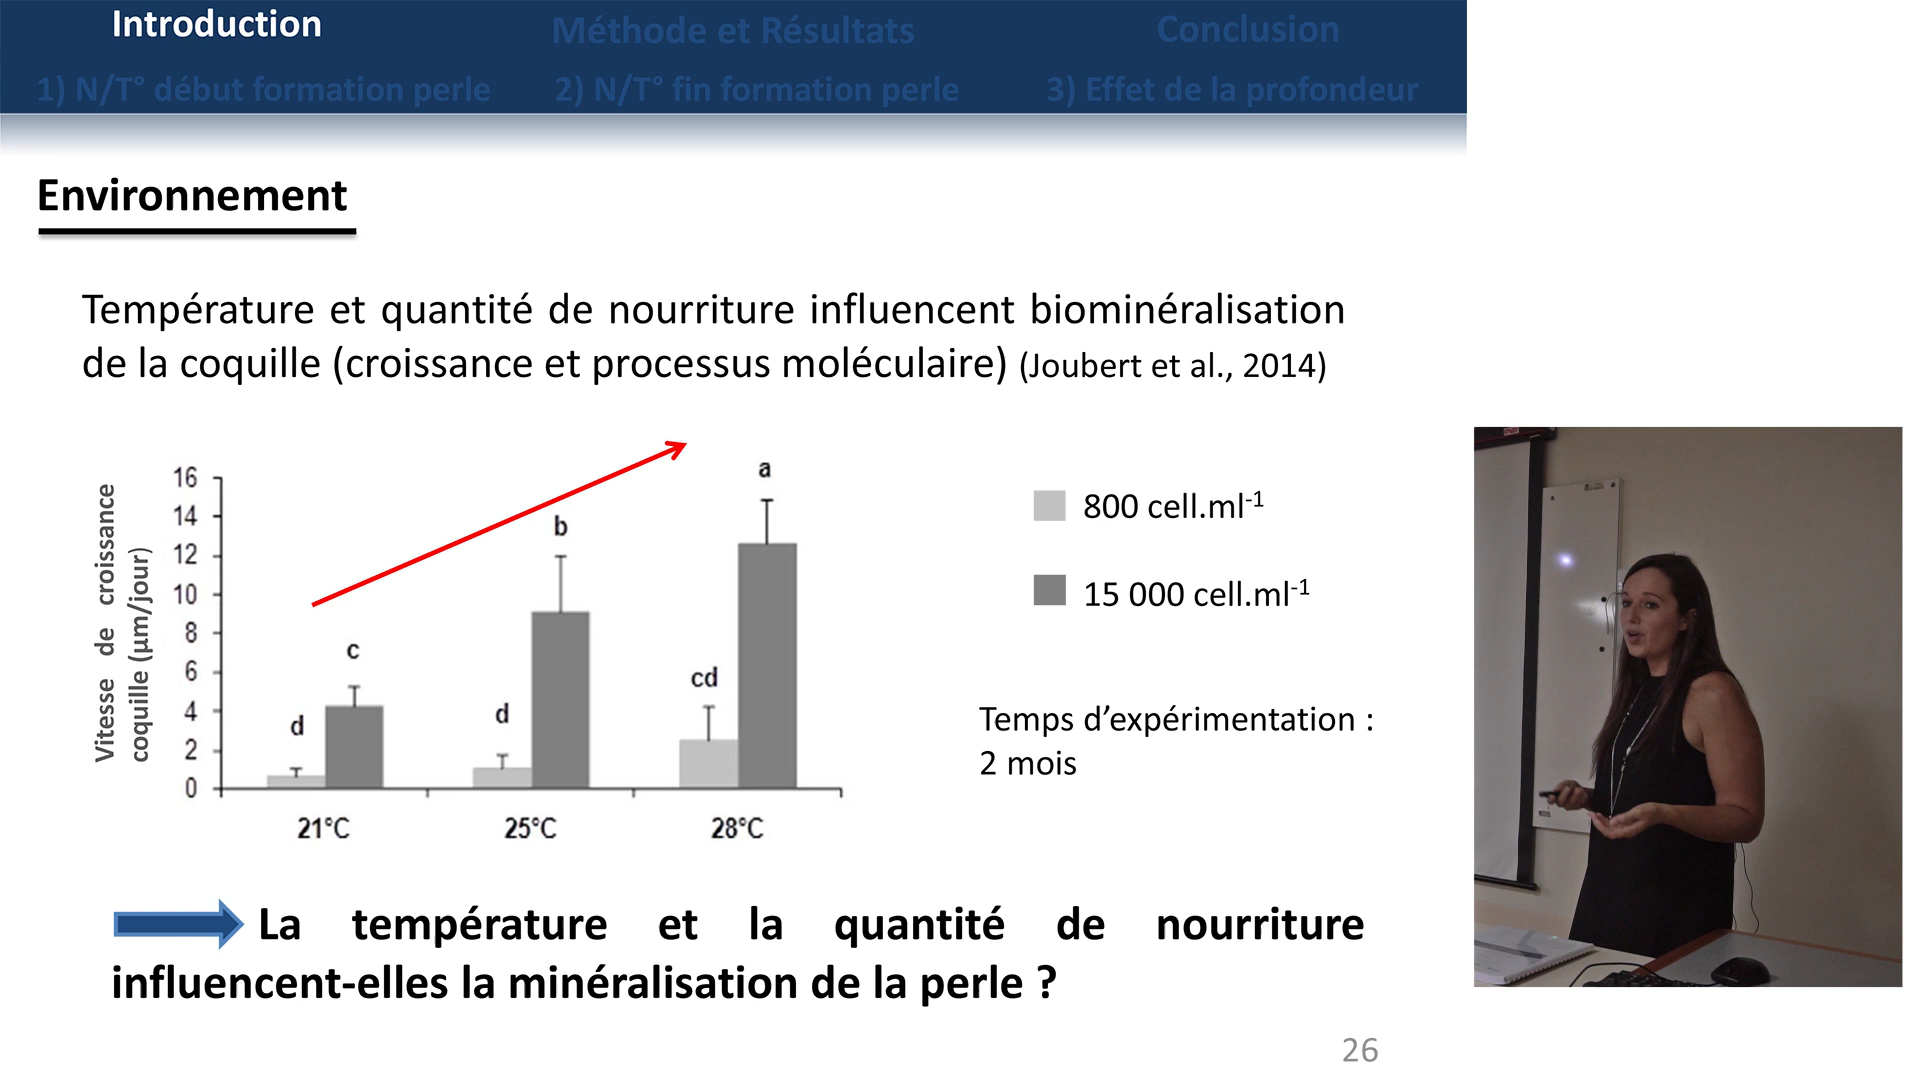 Introduction
Méthode et Résultats
Conclusion
1) N/T° début formation perle
2) N/T° fin formation perle
3) Effet de la profondeur
Environnement
Température et quantité de nourriture influencent biominéralisation
de la coquille (croissance et processus moléculaire) (Joubert et al., 2014)
Vitesse de croissance
coquille (µm/jour)
16
14
12
10
8
6
4
2
0
d
c
d
b
cd
a
21°C
25°C
28°C
800 cell.ml-1
15 000 cell.ml-1
Temps d’expérimentation :
2 mois
La température et la quantité de nourriture
influencent-elles la minéralisation de la perle ?
26